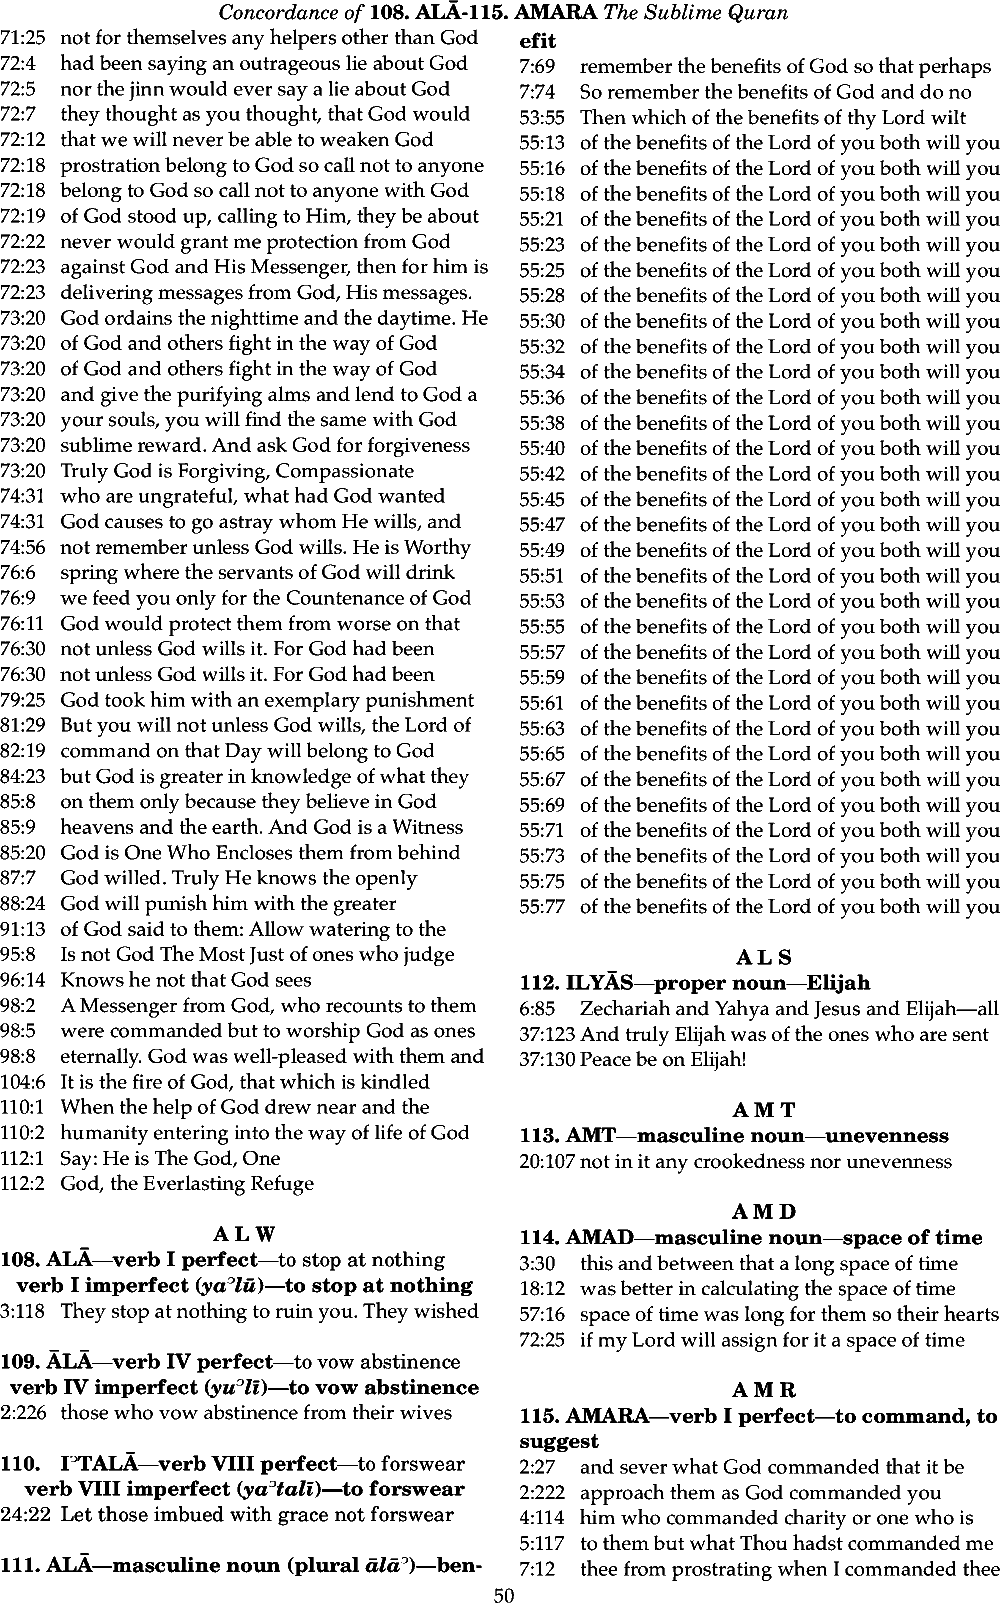 Concordance of 108. ALĀ-115. AMARA The Sublime Quran
71:25 not for themselves any helpers other than God
72:4 had been saying an outrageous lie about God
72:5 nor the jinn would ever say a lie about God
72:7 they thought as you thought, that God would
72:12 that we will never be able to weaken God
72:18 prostration belong to God so call not to anyone
72:18 belong to God so call not to anyone with God
72:19 of God stood up, calling to Him, they be about
72:22 never would grant me protection from God
72:23 against God and His Messenger, then for him is
72:23 delivering messages from God, His messages.
73:20 God ordains the nighttime and the daytime. He
73:20 of God and others fight in the way of God
73:20 of God and others fight in the way of God
73:20 and give the purifying alms and lend to God a
73:20 your souls, you will find the same with God
73:20 sublime reward. And ask God for forgiveness
73:20 Truly God is Forgiving, Compassionate
74:31 who are ungrateful, what had God wanted
74:31 God causes to go astray whom He wills, and
74:56 not remember unless God wills. He is Worthy
76:6 spring where the servants of God will drink
76:9 we feed you only for the Countenance of God
76:11 God would protect them from worse on that
76:30 not unless God wills it. For God had been
76:30 not unless God wills it. For God had been
79:25 God took him with an exemplary punishment
81:29 But you will not unless God wills, the Lord of
82:19 command on that Day will belong to God
84:23 but God is greater in knowledge of what they
85:8 on them only because they believe in God
85:9 heavens and the earth. And God is a Witness
85:20 God is One Who Encloses them from behind
87:7 God willed. Truly He knows the openly
88:24 God will punish him with the greater
91:13 of God said to them: Allow watering to the
95:8 Is not God The Most Just of ones who judge
96:14 Knows he not that God sees
98:2 A Messenger from God, who recounts to them
98:5 were commanded but to worship God as ones
98:8 eternally. God was well-pleased with them and
104:6 It is the fire of God, that which is kindled
110:1 When the help of God drew near and the
110:2 humanity entering into the way of life of God
112:1 Say: He is The God, One
112:2 God, the Everlasting Refuge
A L W
108. ALĀ—verb I perfect—to stop at nothing
verb I imperfect (yaᵓlū)—to stop at nothing
3:118 They stop at nothing to ruin you. They wished
109. ĀLĀ—verb IV perfect—to vow abstinence
verb IV imperfect (yuᵓlī)—to vow abstinence
2:226 those who vow abstinence from their wives
110. IᵓTALĀ—verb VIII perfect—to forswear
verb VIII imperfect (yaᵓtalī)—to forswear
24:22 Let those imbued with grace not forswear
111. ALĀ—masculine noun (plural ālāᵓ)—ben-
efit
7:69 remember the benefits of God so that perhaps
7:74 So remember the benefits of God and do no
53:55 Then which of the benefits of thy Lord wilt
55:13 of the benefits of the Lord of you both will you
55:16 of the benefits of the Lord of you both will you
55:18 of the benefits of the Lord of you both will you
55:21 of the benefits of the Lord of you both will you
55:23 of the benefits of the Lord of you both will you
55:25 of the benefits of the Lord of you both will you
55:28 of the benefits of the Lord of you both will you
55:30 of the benefits of the Lord of you both will you
55:32 of the benefits of the Lord of you both will you
55:34 of the benefits of the Lord of you both will you
55:36 of the benefits of the Lord of you both will you
55:38 of the benefits of the Lord of you both will you
55:40 of the benefits of the Lord of you both will you
55:42 of the benefits of the Lord of you both will you
55:45 of the benefits of the Lord of you both will you
55:47 of the benefits of the Lord of you both will you
55:49 of the benefits of the Lord of you both will you
55:51 of the benefits of the Lord of you both will you
55:53 of the benefits of the Lord of you both will you
55:55 of the benefits of the Lord of you both will you
55:57 of the benefits of the Lord of you both will you
55:59 of the benefits of the Lord of you both will you
55:61 of the benefits of the Lord of you both will you
55:63 of the benefits of the Lord of you both will you
55:65 of the benefits of the Lord of you both will you
55:67 of the benefits of the Lord of you both will you
55:69 of the benefits of the Lord of you both will you
55:71 of the benefits of the Lord of you both will you
55:73 of the benefits of the Lord of you both will you
55:75 of the benefits of the Lord of you both will you
55:77 of the benefits of the Lord of you both will you
A L S
112. ILYĀS—proper noun—Elijah
6:85 Zechariah and Yahya and Jesus and Elijah—all
37:123 And truly Elijah was of the ones who are sent
37:130 Peace be on Elijah!
A M T
113. AMT—masculine noun—unevenness
20:107 not in it any crookedness nor unevenness
A M D
114. AMAD—masculine noun—space of time
3:30 this and between that a long space of time
18:12 was better in calculating the space of time
57:16 space of time was long for them so their hearts
72:25 if my Lord will assign for it a space of time
A M R
115. AMARA—verb I perfect—to command, to
suggest
2:27 and sever what God commanded that it be
2:222 approach them as God commanded you
4:114 him who commanded charity or one who is
5:117 to them but what Thou hadst commanded me
7:12 thee from prostrating when I commanded thee
50